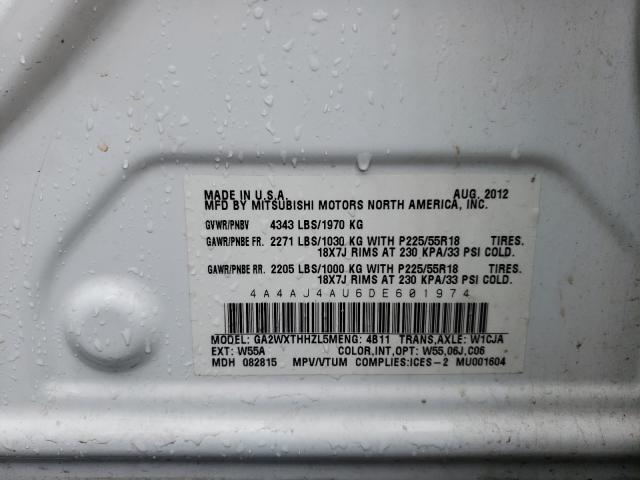 MADE IN U.S.A. AUG. 2012
MFD BY MITSUBISHI MOTORS NORTH AMERICA, INC.
GVWR/PNBV 4343 LBS/1970 KG
GAWR/PNBE FR. 2271 LBS/1030 KG WITH P225/55R18 TIRES.
18X7J RIMS AT 230 KPA/33 PSI COLD.
GAWR/PNBE RR. 2205 LBS/1000 KG WITH P225/55R18 TIRES.
18X7J RIMS AT 230 KPA/33 PSI COLD.
4A4AJ4AU6DE601974
MODEL: GA2WXTHHZL5MENG: 4B11 TRANS,AXLE: W1CJA
EXT: W55A COLOR,INT,OPT: W55,06J,C06
MDH 082815 MPV/VTUM COMPLIES:ICES-2 MU001604